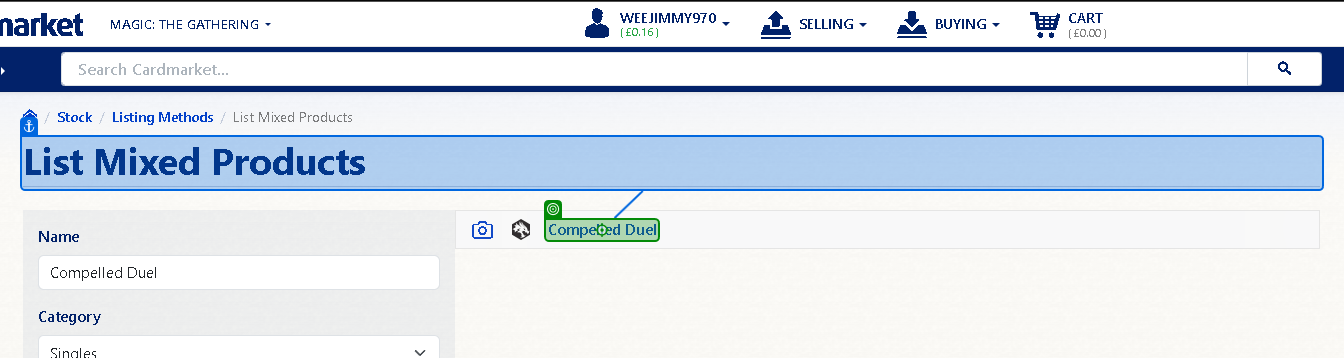 market
MAGIC: THE GATHERING
WEEJIMMY970
(£0.16)
SELLING
BUYING
CART
(£0.00)
Search Cardmarket...
/ Stock / Listing Methods / List Mixed Products
List Mixed Products
Compelled Duel
Name
Compelled Duel
Category
Singles